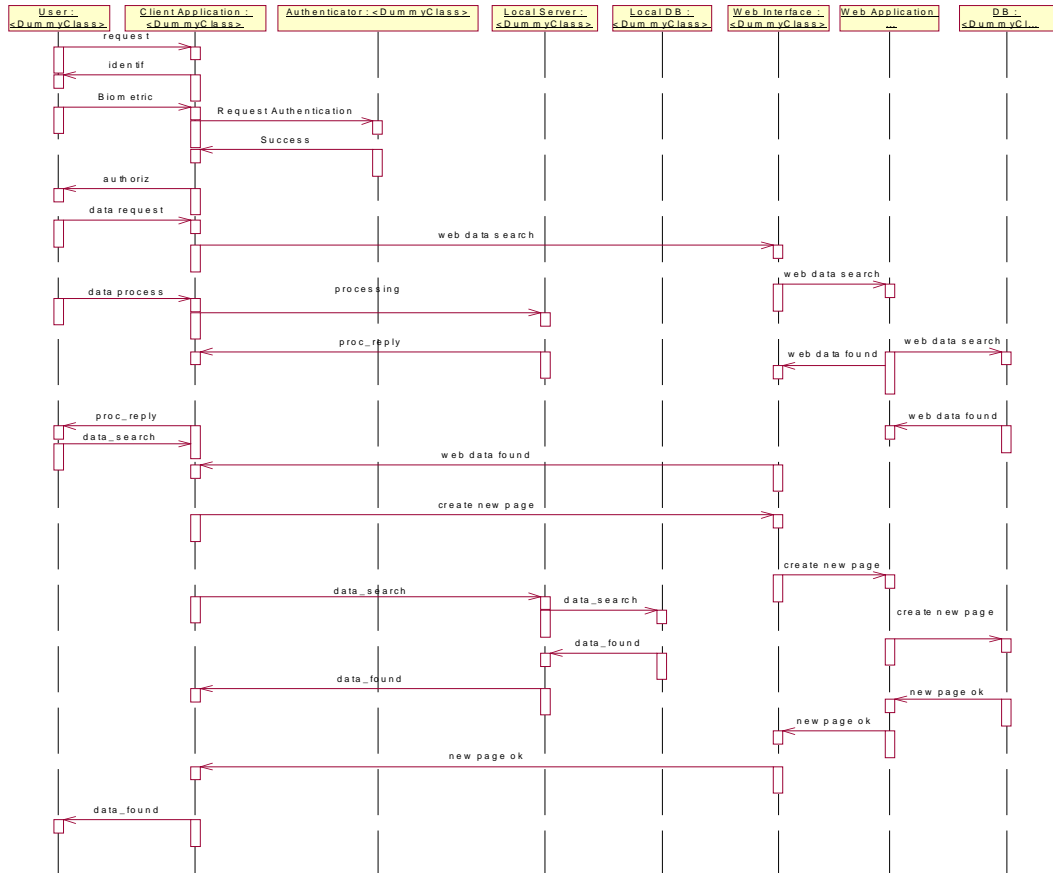 User :
<DummyClass>
Client Application :
<DummyClass>
Authenticator : <DummyClass>
Local Server :
<DummyClass>
Local DB :
<DummyClass>
Web Interface :
<DummyClass>
Web Application
...
DB :
<DummyCl...
request
identif
Biometric
Request Authentication
Success
authoriz
data request
web data search
web data search
data process
processing
proc_reply
web data search
web data found
proc_reply
web data found
data_search
web data found
create new page
create new page
data_search
data_search
create new page
data_found
data_found
new page ok
new page ok
new page ok
data_found